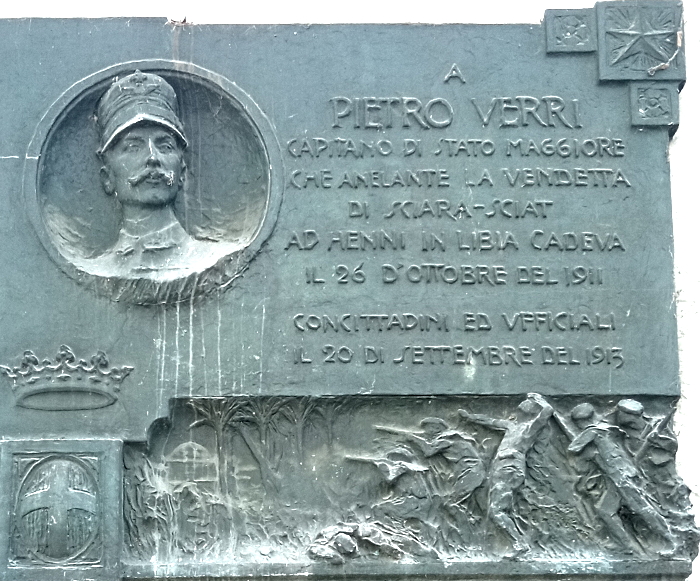 A
PIETRO VERRI
CAPITANO DI STATO MAGGIORE
CHE ANELANTE LA VENDETTA
DI SCIARA-SCIAT
AD HENNI IN LIBIA CADEVA
IL 26 D'OTTOBRE DEL 1911
CONCITTADINI ED UFFICIALI
IL 20 DI SETTEMBRE DEL 1913